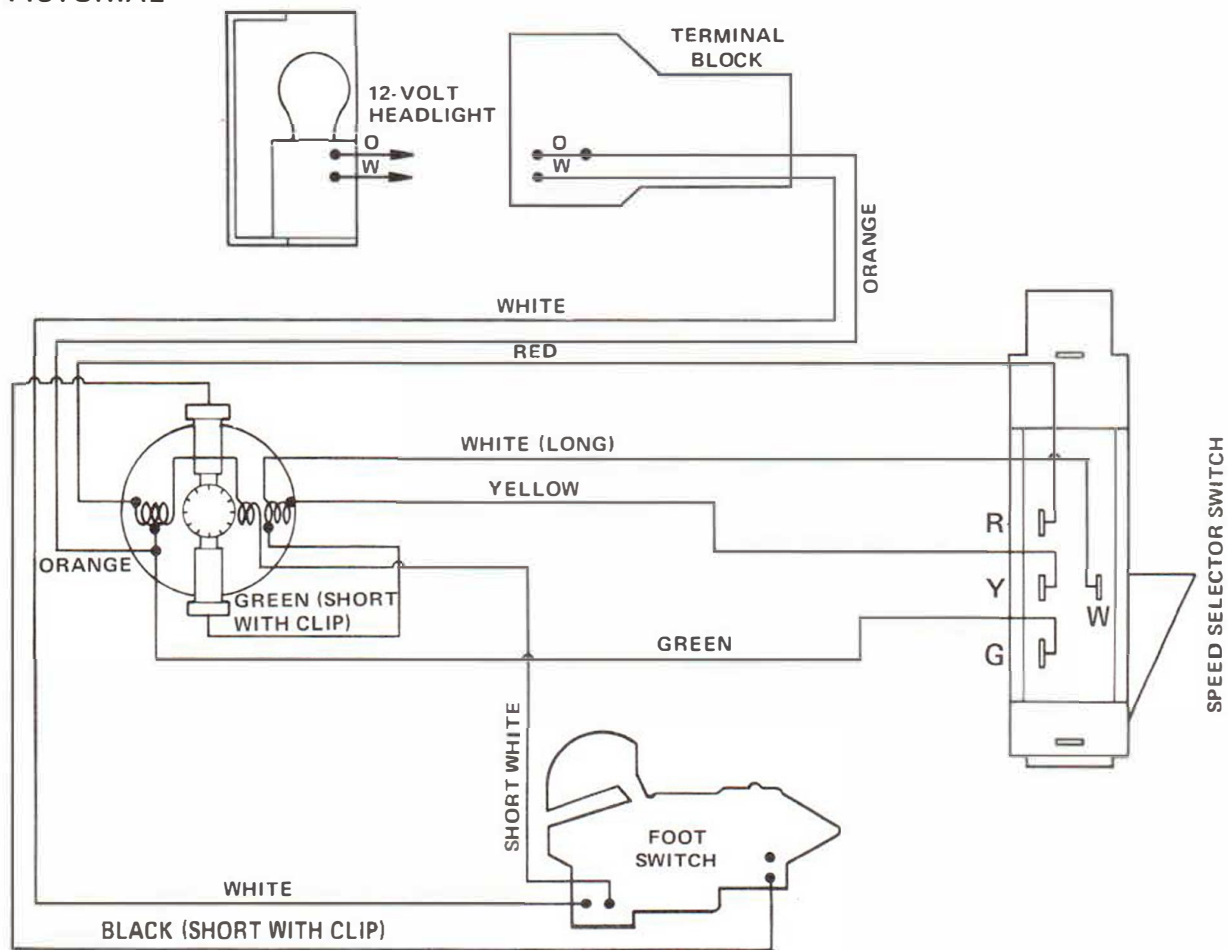 12-VOLT
HEADLIGHT
O
W
TERMINAL
BLOCK
O
W
ORANGE
WHITE
RED
WHITE (LONG)
YELLOW
ORANGE
GREEN (SHORT
WITH CLIP)
GREEN
R
Y
W
G
SPEED SELECTOR SWITCH
SHORT WHITE
FOOT
SWITCH
WHITE
BLACK (SHORT WITH CLIP)